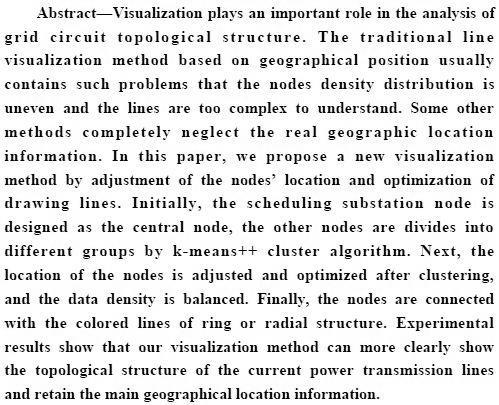 Abstract—Visualization plays an important role in the analysis of
grid circuit topological structure. The traditional line
visualization method based on geographical position usually
contains such problems that the nodes density distribution is
uneven and the lines are too complex to understand. Some other
methods completely neglect the real geographic location
information. In this paper, we propose a new visualization
method by adjustment of the nodes’ location and optimization of
drawing lines. Initially, the scheduling substation node is
designed as the central node, the other nodes are divides into
different groups by k-means++ cluster algorithm. Next, the
location of the nodes is adjusted and optimized after clustering,
and the data density is balanced. Finally, the nodes are connected
with the colored lines of ring or radial structure. Experimental
results show that our visualization method can more clearly show
the topological structure of the current power transmission lines
and retain the main geographical location information.